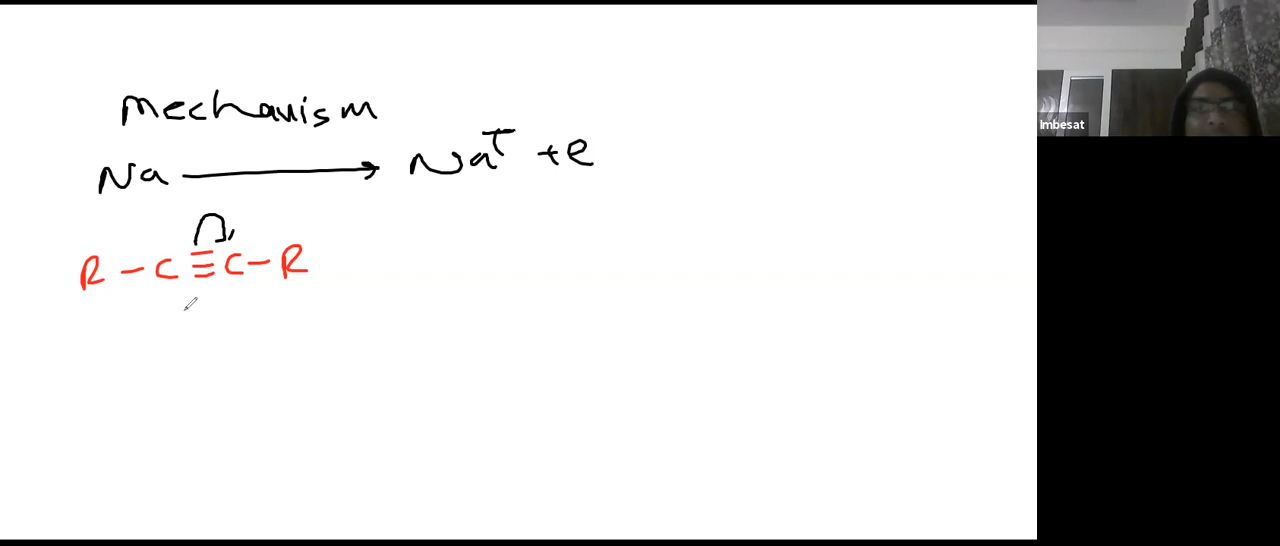 Mechanism
Na ⟶ Na⁺ + e
R – C ≡ C – R
Imbesat